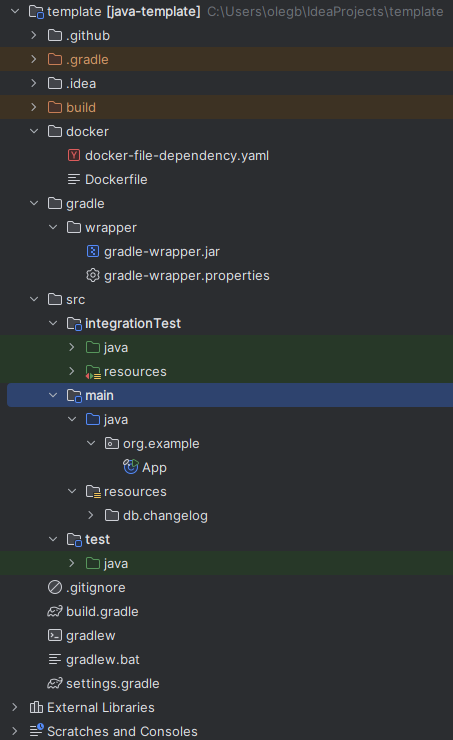 template [java-template] C:\Users\olegb\IdeaProjects\template
.github
.gradle
.idea
build
docker
docker-file-dependency.yaml
Dockerfile
gradle
wrapper
gradle-wrapper.jar
gradle-wrapper.properties
src
integrationTest
java
resources
main
java
org.example
App
resources
db.changelog
test
java
.gitignore
build.gradle
gradlew
gradlew.bat
settings.gradle
External Libraries
Scratches and Consoles